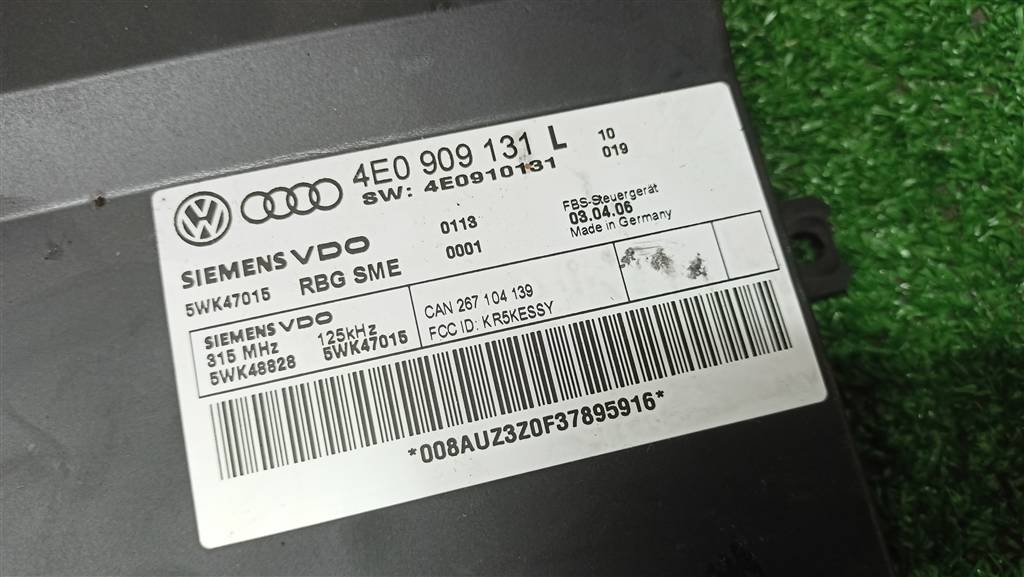 4E0 909 131 L 10
SW: 4E0910131 019
SIEMENS VDO 0113 FBS-Steuergerät
5WK47015 RBG SME 0001 03.04.06
Made in Germany
SIEMENS VDO
315 MHz 125kHz
5WK48828 5WK47015
CAN 267 104 139
FCC ID: KR5KESSY
*008AUZ3Z0F37895916*